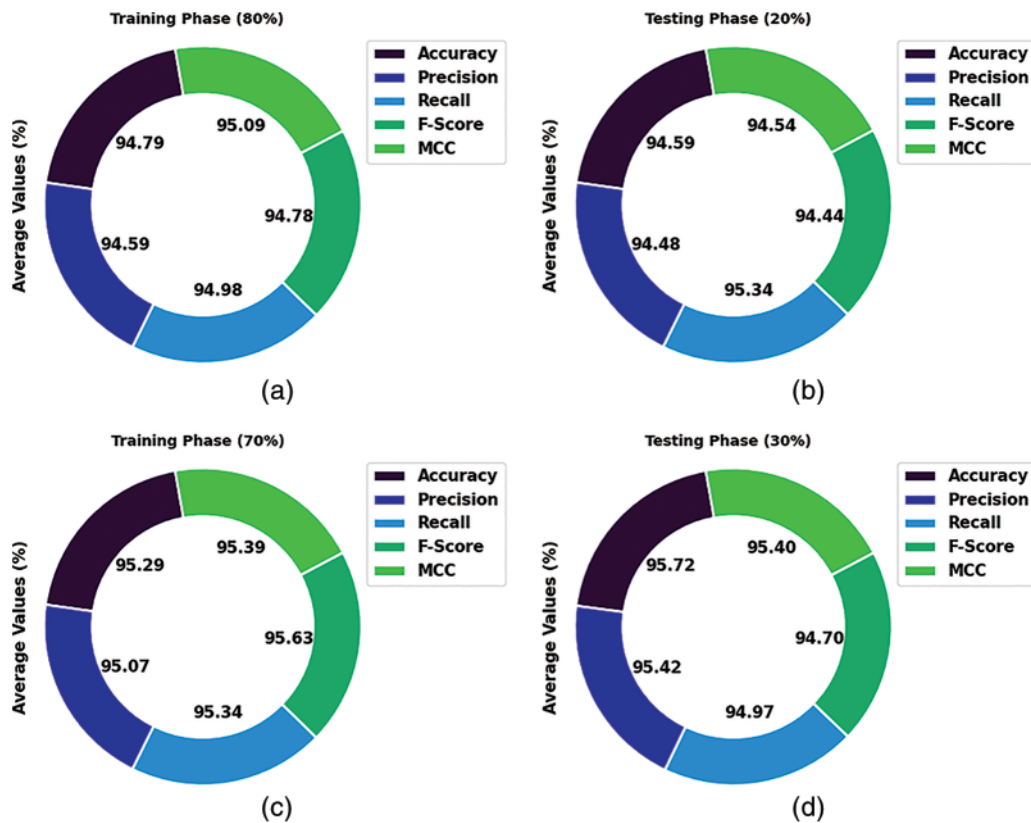 Training Phase (80%)
Average Values (%)
94.79
95.09
94.59
94.78
94.98
Accuracy
Precision
Recall
F-Score
MCC
(a)
Testing Phase (20%)
Average Values (%)
94.59
94.54
94.48
94.44
95.34
Accuracy
Precision
Recall
F-Score
MCC
(b)
Training Phase (70%)
Average Values (%)
95.29
95.39
95.07
95.63
95.34
Accuracy
Precision
Recall
F-Score
MCC
(c)
Testing Phase (30%)
Average Values (%)
95.72
95.40
95.42
94.70
94.97
Accuracy
Precision
Recall
F-Score
MCC
(d)